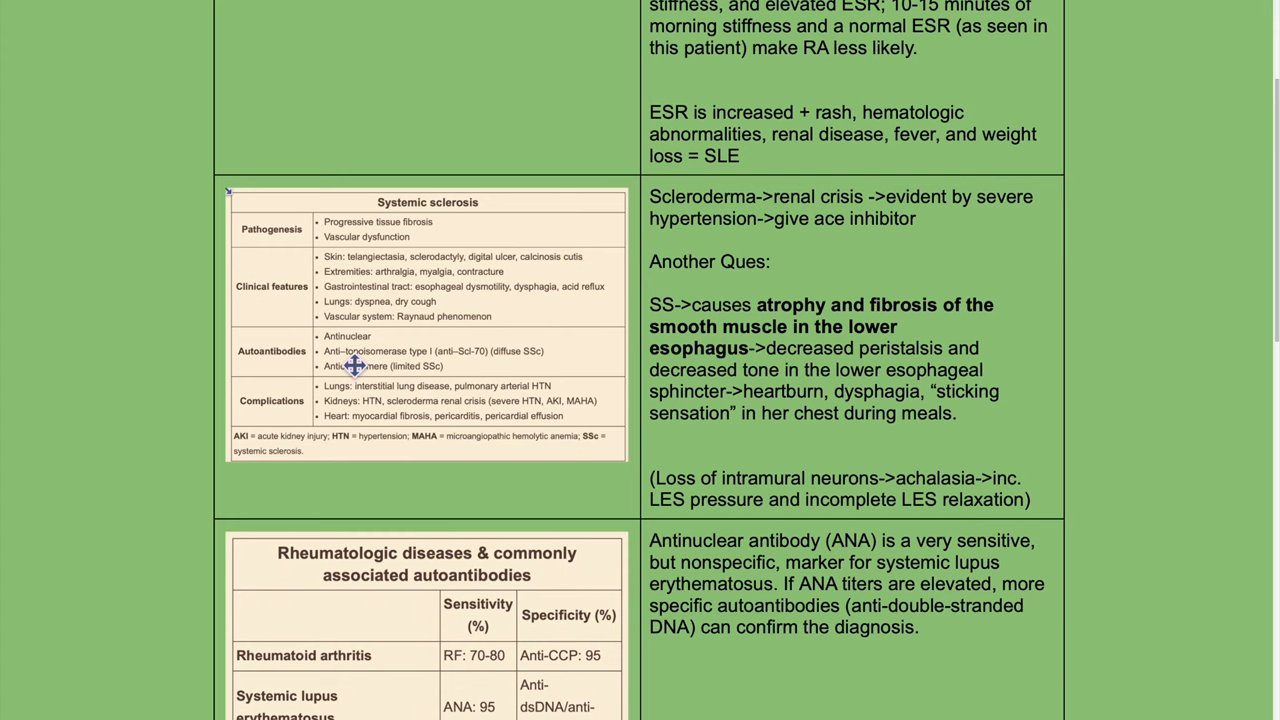 stiffness, and elevated ESR; 10-15 minutes of
morning stiffness and a normal ESR (as seen in
this patient) make RA less likely.
ESR is increased + rash, hematologic
abnormalities, renal disease, fever, and weight
loss = SLE
Systemic sclerosis
Pathogenesis
• Progressive tissue fibrosis
• Vascular dysfunction
Clinical features
• Skin: telangiectasia, sclerodactyly, digital ulcer, calcinosis cutis
• Extremities: arthralgia, myalgia, contracture
• Gastrointestinal tract: esophageal dysmotility, dysphagia, acid reflux
• Lungs: dyspnea, dry cough
• Vascular system: Raynaud phenomenon
Autoantibodies
• Antinuclear
• Anti–topoisomerase type I (anti–Scl-70) (diffuse SSc)
• (limited SSc)
Complications
• Lungs: interstitial lung disease, pulmonary arterial HTN
• Kidneys: HTN, scleroderma renal crisis (severe HTN, AKI, MAHA)
• Heart: myocardial fibrosis, pericarditis, pericardial effusion
AKI = acute kidney injury; HTN = hypertension; MAHA = microangiopathic hemolytic anemia; SSc =
systemic sclerosis.
Scleroderma->renal crisis ->evident by severe
hypertension->give ace inhibitor
Another Ques:
SS->causes atrophy and fibrosis of the
smooth muscle in the lower
esophagus->decreased peristalsis and
decreased tone in the lower esophageal
sphincter->heartburn, dysphagia, “sticking
sensation” in her chest during meals.
(Loss of intramural neurons->achalasia->inc.
LES pressure and incomplete LES relaxation)
Rheumatologic diseases & commonly
associated autoantibodies
Sensitivity
(%)
Specificity (%)
Rheumatoid arthritis
RF: 70-80
Anti-CCP: 95
Systemic lupus
erythematosus
ANA: 95
Anti-
dsDNA/anti-
Antinuclear antibody (ANA) is a very sensitive,
but nonspecific, marker for systemic lupus
erythematosus. If ANA titers are elevated, more
specific autoantibodies (anti-double-stranded
DNA) can confirm the diagnosis.